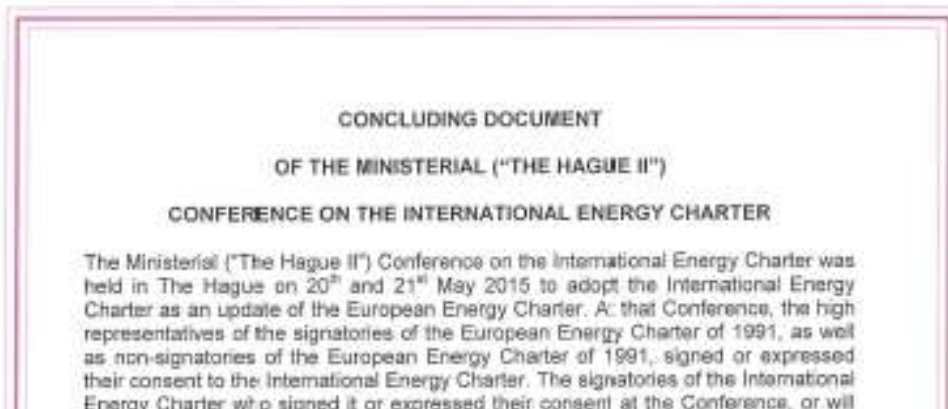 CONCLUDING DOCUMENT
OF THE MINISTERIAL ("THE HAGUE II")
CONFERENCE ON THE INTERNATIONAL ENERGY CHARTER
The Ministerial ("The Hague II") Conference on the International Energy Charter was
held in The Hague on 20th and 21st May 2015 to adopt the International Energy
Charter as an update of the European Energy Charter. At that Conference, the high
representatives of the signatories of the European Energy Charter of 1991, as well
as non-signatories of the European Energy Charter of 1991, signed or expressed
their consent to the International Energy Charter. The signatories of the International
Energy Charter who signed it or expressed their consent at the Conference, or will